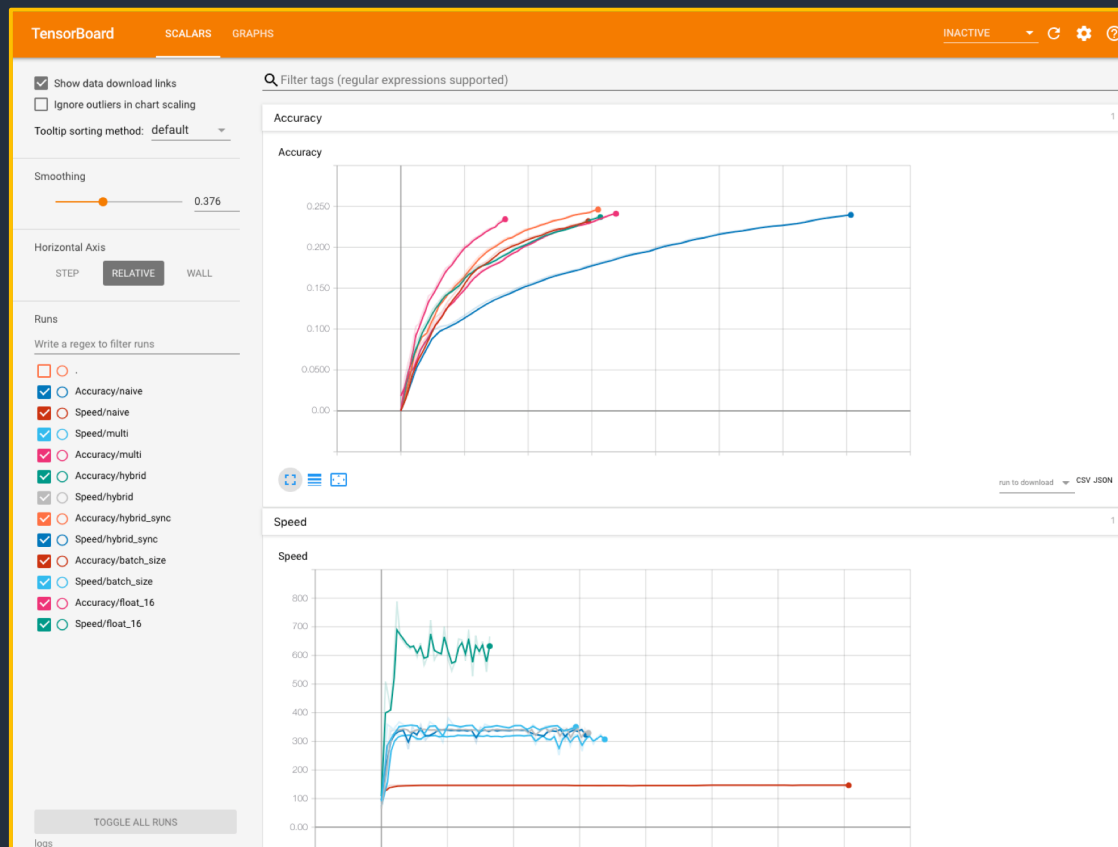 TensorBoard SCALARS GRAPHS INACTIVE
Show data download links
Ignore outliers in chart scaling
Tooltip sorting method: default
Smoothing
0.376
Horizontal Axis
STEP RELATIVE WALL
Runs
Write a regex to filter runs
.
Accuracy/naive
Speed/naive
Speed/multi
Accuracy/multi
Accuracy/hybrid
Speed/hybrid
Accuracy/hybrid_sync
Speed/hybrid_sync
Accuracy/batch_size
Speed/batch_size
Accuracy/float_16
Speed/float_16
TOGGLE ALL RUNS
logs
Filter tags (regular expressions supported)
Accuracy 1
Accuracy
0.250
0.200
0.150
0.100
0.0500
0.00
run to download CSV JSON
Speed 1
Speed
800
700
600
500
400
300
200
100
0.00